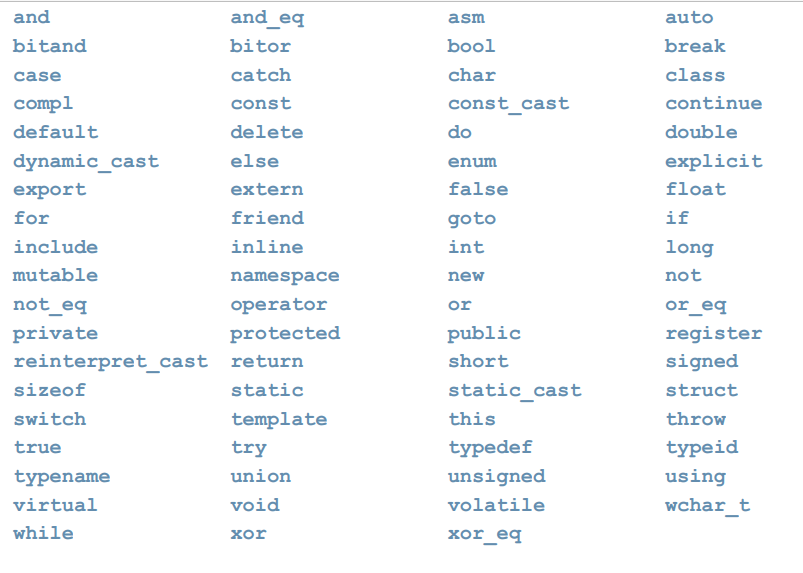 and and_eq asm auto
bitand bitor bool break
case catch char class
compl const const_cast continue
default delete do double
dynamic_cast else enum explicit
export extern false float
for friend goto if
include inline int long
mutable namespace new not
not_eq operator or or_eq
private protected public register
reinterpret_cast return short signed
sizeof static static_cast struct
switch template this throw
true try typedef typeid
typename union unsigned using
virtual void volatile wchar_t
while xor xor_eq